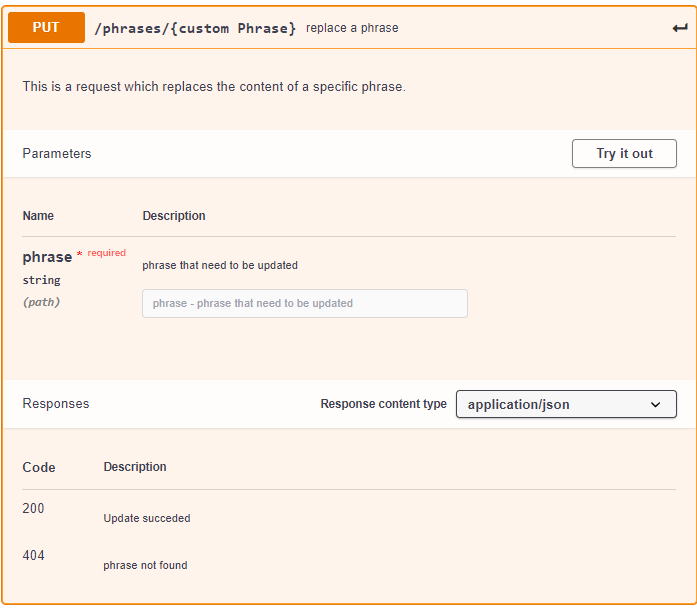 PUT /phrases/{custom Phrase} replace a phrase
This is a request which replaces the content of a specific phrase.
Parameters Try it out
Name Description
phrase * required
phrase that need to be updated
string
(path)
phrase - phrase that need to be updated
Responses Response content type application/json
Code Description
200
Update succeded
404
phrase not found